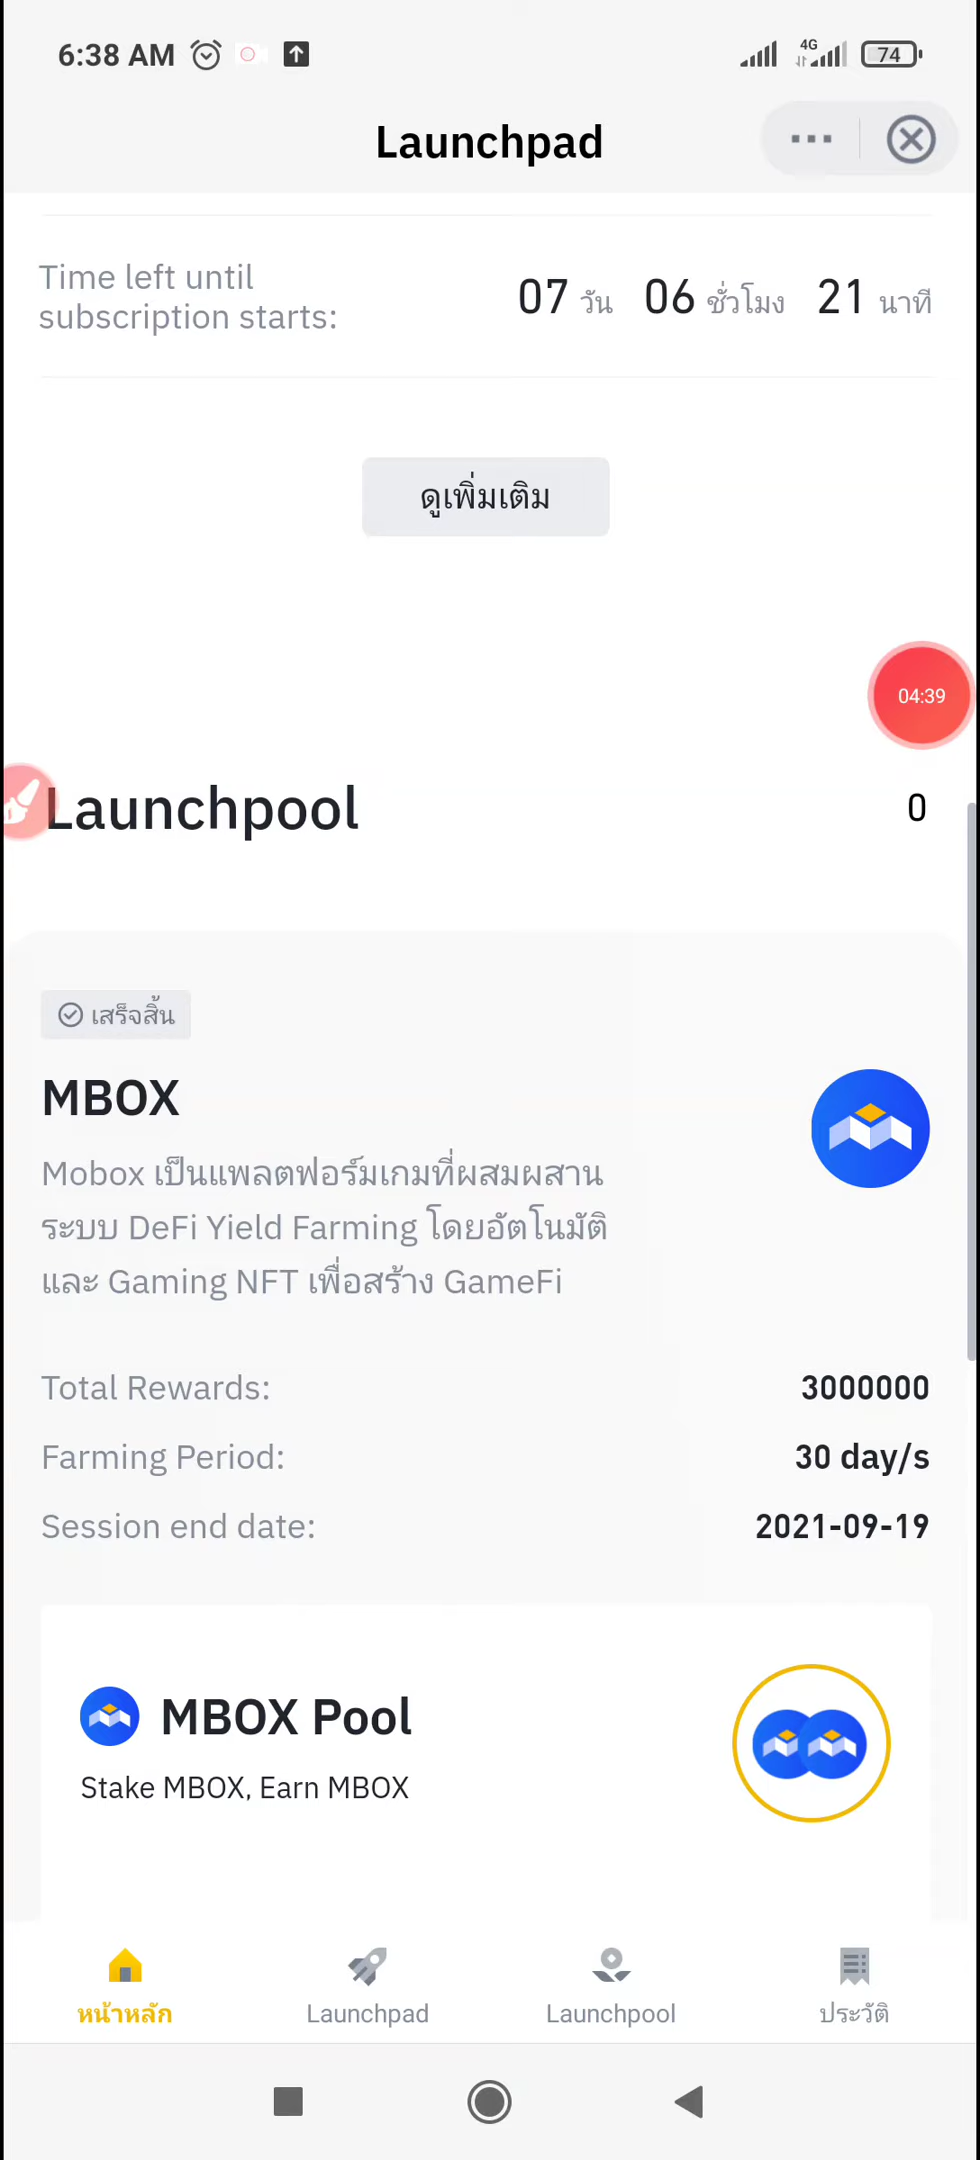 6:38 AM
4G
74
Launchpad
Time left until
subscription starts:
07 วัน 06 ชั่วโมง 21 นาที
ดูเพิ่มเติม
04:39
Launchpool
0
เสร็จสิ้น
MBOX
Mobox เป็นแพลตฟอร์มเกมที่ผสมผสาน
ระบบ DeFi Yield Farming โดยอัตโนมัติ
และ Gaming NFT เพื่อสร้าง GameFi
Total Rewards: 3000000
Farming Period: 30 day/s
Session end date: 2021-09-19
MBOX Pool
Stake MBOX, Earn MBOX
หน้าหลัก Launchpad Launchpool ประวัติ